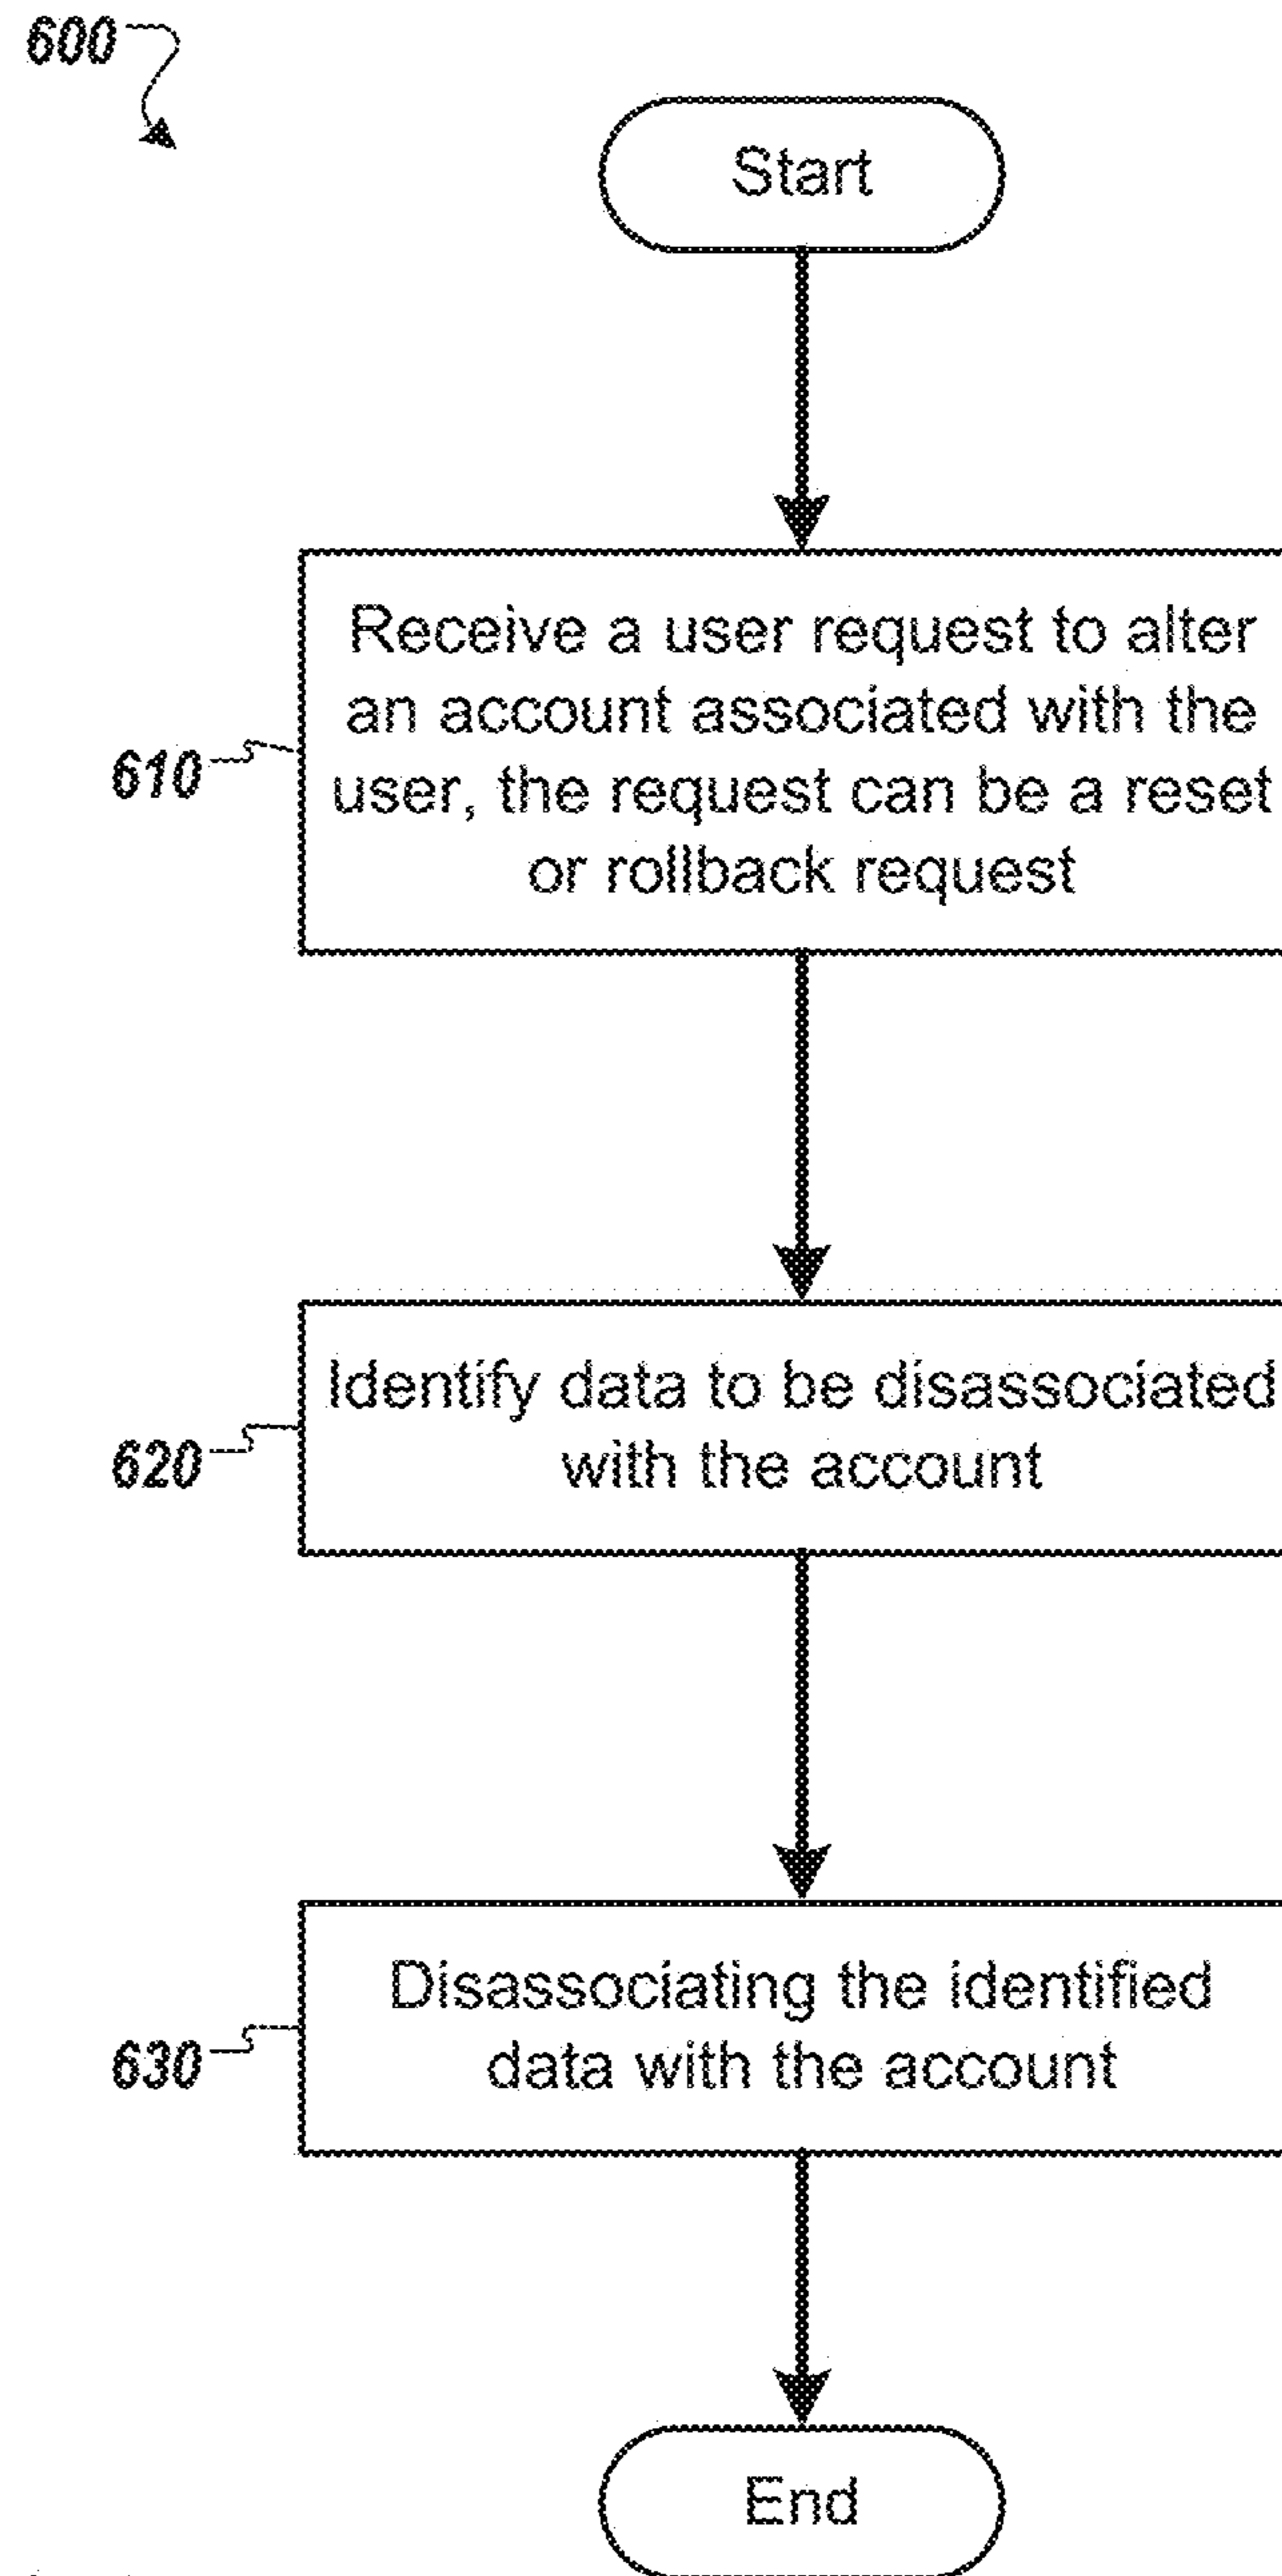 600
Start
610
Receive a user request to alter
an account associated with the
user, the request can be a reset
or rollback request
620
Identify data to be disassociated
with the account
630
Disassociating the identified
data with the account
End